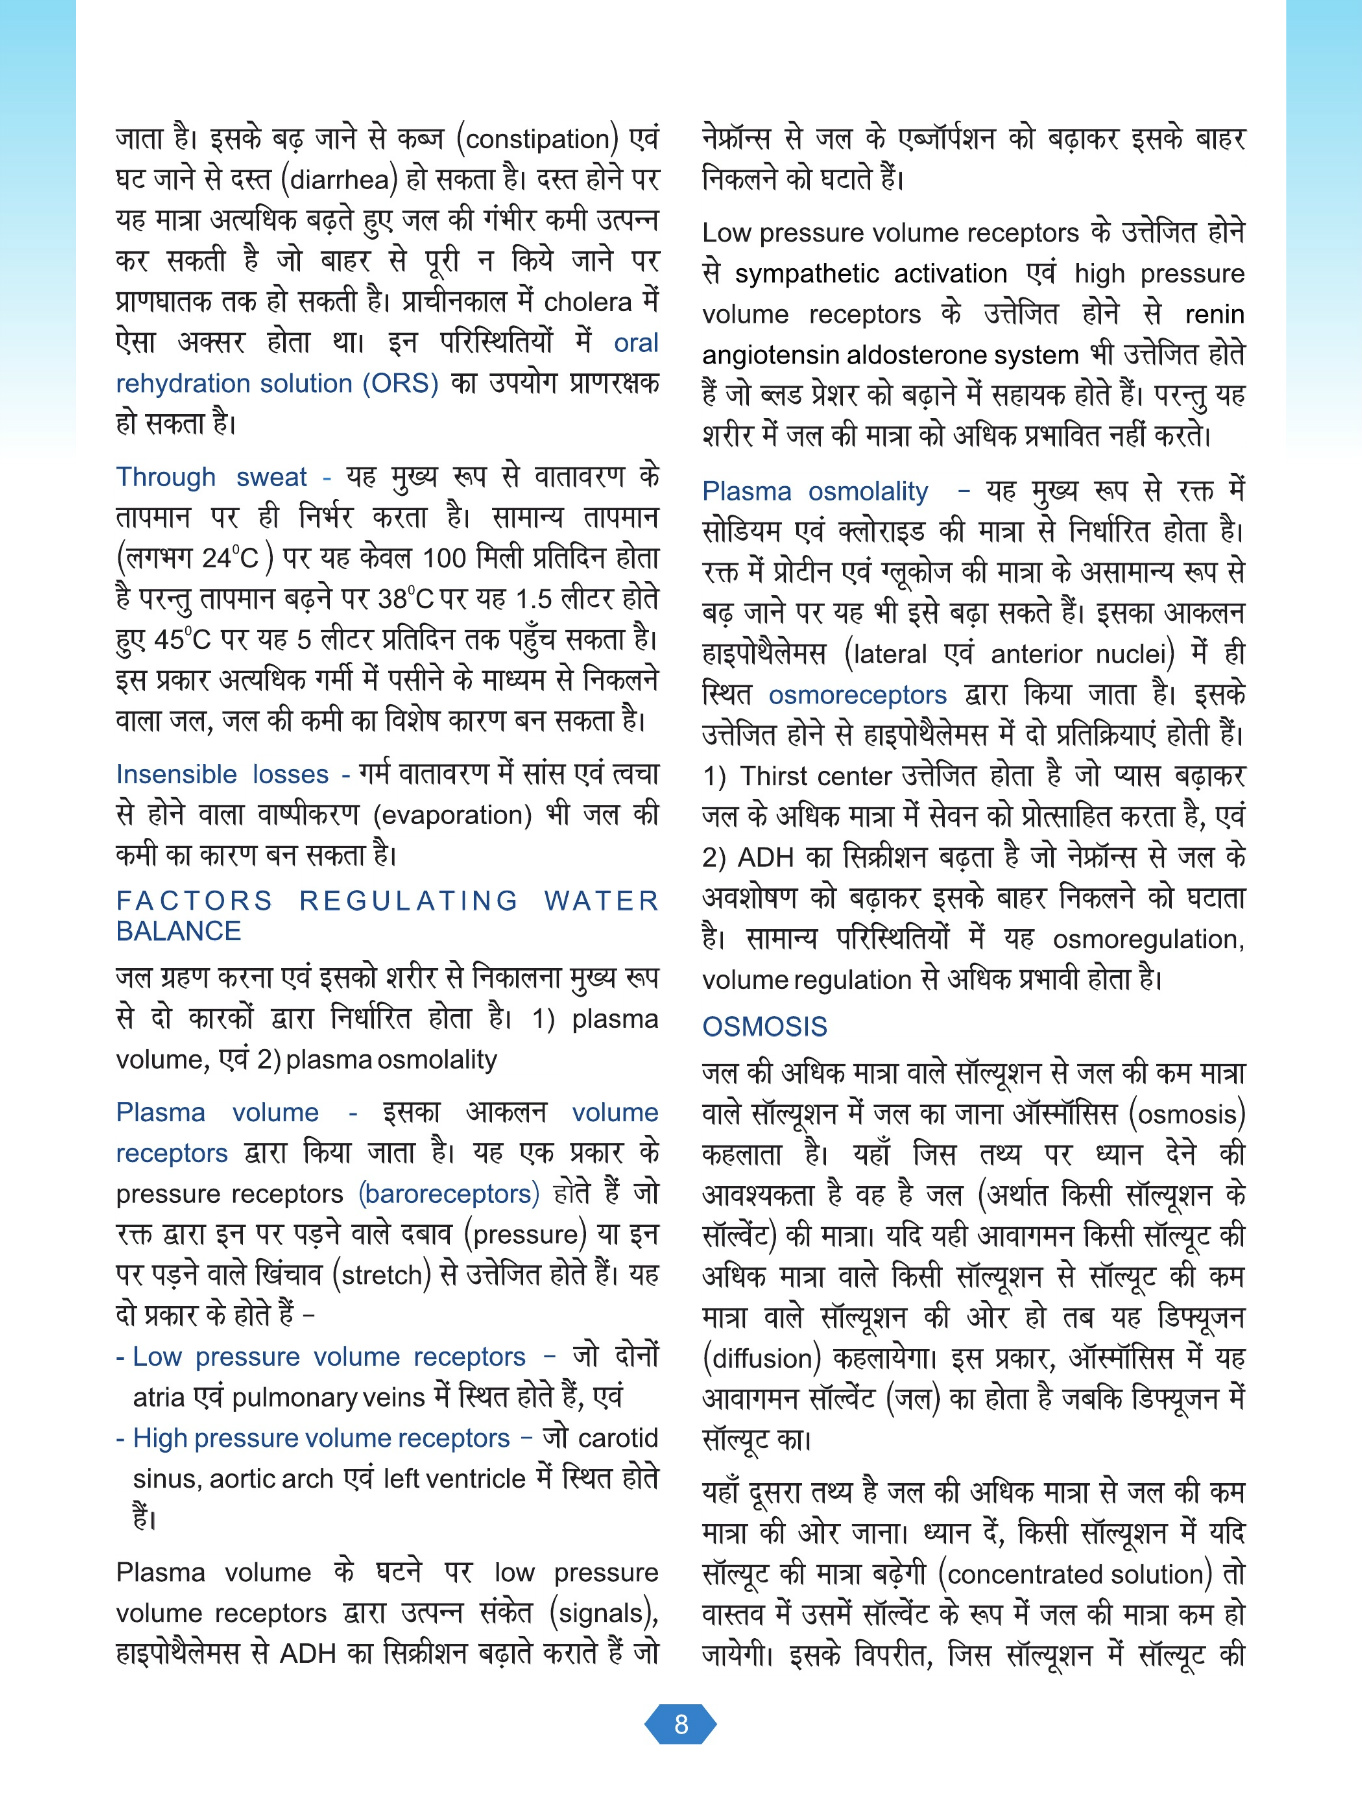 जाता है। इसके बढ़ जाने से कब्ज (constipation) एवं
घट जाने से दस्त (diarrhea) हो सकता है। दस्त होने पर
यह मात्रा अत्यधिक बढ़ते हुए जल की गंभीर कमी उत्पन्न
कर सकती है जो बाहर से पूरी न किये जाने पर
प्राणघातक तक हो सकती है। प्राचीनकाल में cholera में
ऐसा अक्सर होता था। इन परिस्थितियों में oral
rehydration solution (ORS) का उपयोग प्राणरक्षक
हो सकता है।
Through sweat - यह मुख्य रूप से वातावरण के
तापमान पर ही निर्भर करता है। सामान्य तापमान
(लगभग 24⁰C ) पर यह केवल 100 मिली प्रतिदिन होता
है परन्तु तापमान बढ़ने पर 38⁰C पर यह 1.5 लीटर होते
हुए 45⁰C पर यह 5 लीटर प्रतिदिन तक पहुँच सकता है।
इस प्रकार अत्यधिक गर्मी में पसीने के माध्यम से निकलने
वाला जल, जल की कमी का विशेष कारण बन सकता है।
Insensible losses - गर्म वातावरण में सांस एवं त्वचा
से होने वाला वाष्पीकरण (evaporation) भी जल की
कमी का कारण बन सकता है।
FACTORS REGULATING WATER
BALANCE
जल ग्रहण करना एवं इसको शरीर से निकालना मुख्य रूप
से दो कारकों द्वारा निर्धारित होता है। 1) plasma
volume, एवं 2) plasma osmolality
Plasma volume - इसका आकलन volume
receptors द्वारा किया जाता है। यह एक प्रकार के
pressure receptors (baroreceptors) होते हैं जो
रक्त द्वारा इन पर पड़ने वाले दबाव (pressure) या इन
पर पड़ने वाले खिंचाव (stretch) से उत्तेजित होते हैं। यह
दो प्रकार के होते हैं –
- Low pressure volume receptors – जो दोनों
atria एवं pulmonary veins में स्थित होते हैं, एवं
- High pressure volume receptors – जो carotid
sinus, aortic arch एवं left ventricle में स्थित होते
हैं।
Plasma volume के घटने पर low pressure
volume receptors द्वारा उत्पन्न संकेत (signals),
हाइपोथैलेमस से ADH का सिक्रीशन बढ़ाते कराते हैं जो
नेफ्रॉन्स से जल के एब्जॉर्पशन को बढ़ाकर इसके बाहर
निकलने को घटाते हैं।
Low pressure volume receptors के उत्तेजित होने
से sympathetic activation एवं high pressure
volume receptors के उत्तेजित होने से renin
angiotensin aldosterone system भी उत्तेजित होते
हैं जो ब्लड प्रेशर को बढ़ाने में सहायक होते हैं। परन्तु यह
शरीर में जल की मात्रा को अधिक प्रभावित नहीं करते।
Plasma osmolality – यह मुख्य रूप से रक्त में
सोडियम एवं क्लोराइड की मात्रा से निर्धारित होता है।
रक्त में प्रोटीन एवं ग्लूकोज की मात्रा के असामान्य रूप से
बढ़ जाने पर यह भी इसे बढ़ा सकते हैं। इसका आकलन
हाइपोथैलेमस (lateral एवं anterior nuclei) में ही
स्थित osmoreceptors द्वारा किया जाता है। इसके
उत्तेजित होने से हाइपोथैलेमस में दो प्रतिक्रियाएं होती हैं।
1) Thirst center उत्तेजित होता है जो प्यास बढ़ाकर
जल के अधिक मात्रा में सेवन को प्रोत्साहित करता है, एवं
2) ADH का सिक्रीशन बढ़ता है जो नेफ्रॉन्स से जल के
अवशोषण को बढ़ाकर इसके बाहर निकलने को घटाता
है। सामान्य परिस्थितियों में यह osmoregulation,
volume regulation से अधिक प्रभावी होता है।
OSMOSIS
जल की अधिक मात्रा वाले सॉल्यूशन से जल की कम मात्रा
वाले सॉल्यूशन में जल का जाना ऑस्मॉसिस (osmosis)
कहलाता है। यहाँ जिस तथ्य पर ध्यान देने की
आवश्यकता है वह है जल (अर्थात किसी सॉल्यूशन के
सॉल्वेंट) की मात्रा। यदि यही आवागमन किसी सॉल्यूट की
अधिक मात्रा वाले किसी सॉल्यूशन से सॉल्यूट की कम
मात्रा वाले सॉल्यूशन की ओर हो तब यह डिफ्यूजन
(diffusion) कहलायेगा। इस प्रकार, ऑस्मॉसिस में यह
आवागमन सॉल्वेंट (जल) का होता है जबकि डिफ्यूजन में
सॉल्यूट का।
यहाँ दूसरा तथ्य है जल की अधिक मात्रा से जल की कम
मात्रा की ओर जाना। ध्यान दें, किसी सॉल्यूशन में यदि
सॉल्यूट की मात्रा बढ़ेगी (concentrated solution) तो
वास्तव में उसमें सॉल्वेंट के रूप में जल की मात्रा कम हो
जायेगी। इसके विपरीत, जिस सॉल्यूशन में सॉल्यूट की
8